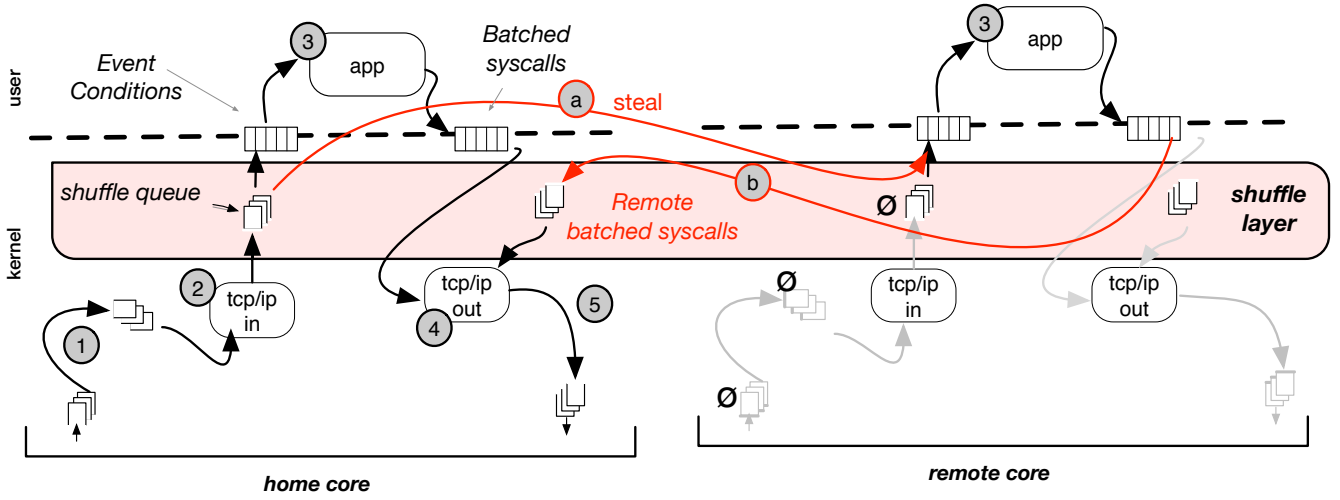 user
kernel
Event
Conditions
3
app
Batched
syscalls
a
steal
3
app
shuffle queue
Ø
b
Remote
batched syscalls
shuffle
layer
2
tcp/ip
in
tcp/ip
out
4
5
1
Ø
tcp/ip
in
tcp/ip
out
Ø
home core
remote core